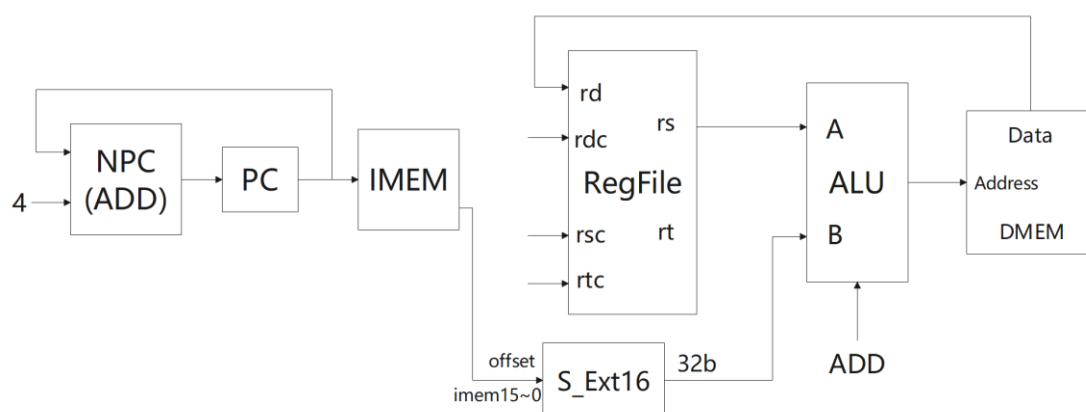 4
NPC
(ADD)
PC
IMEM
rd
rdc
rs
RegFile
rsc
rt
rtc
A
ALU
B
ADD
Data
Address
DMEM
offset
imem15~0
S_Ext16
32b